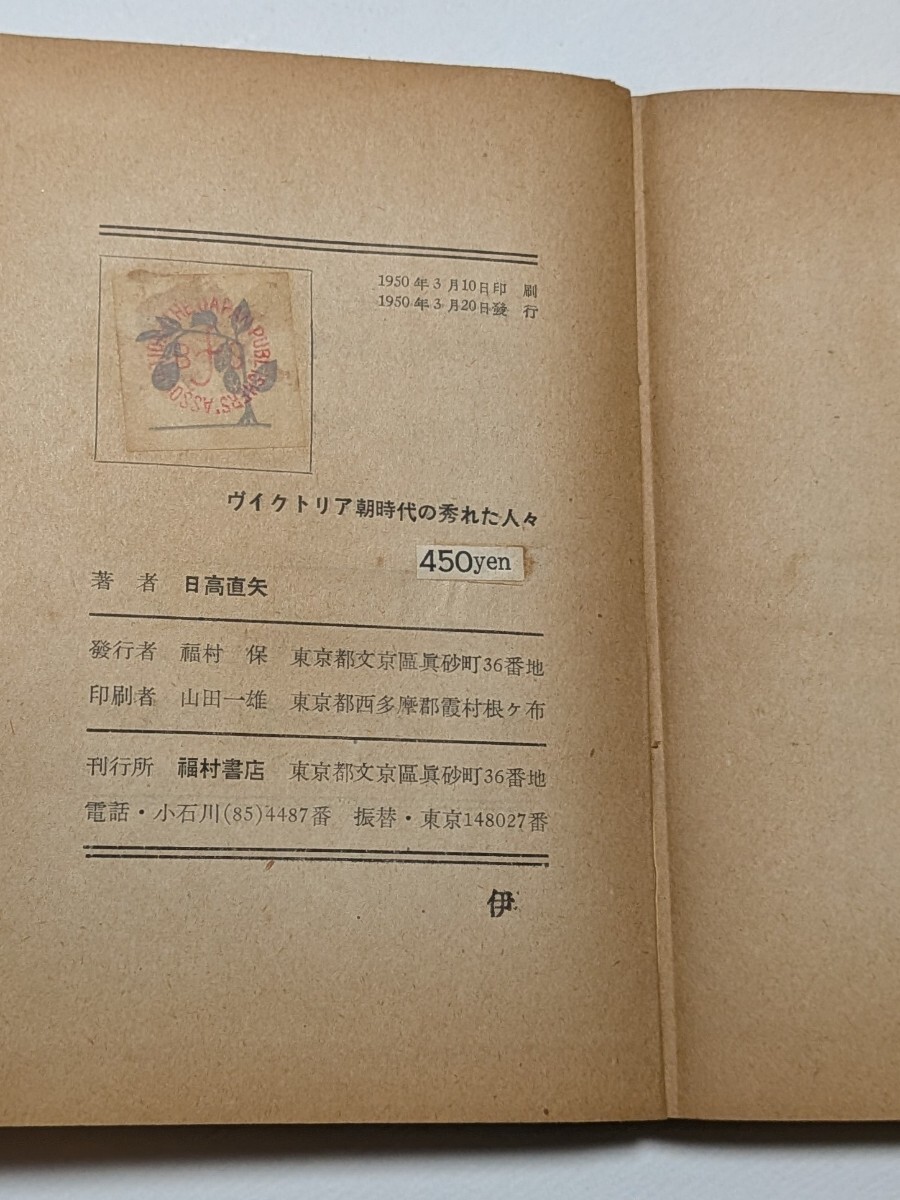 1950年3月10日印 刷
1950年3月20日發 行
THE JAPAN PUBLISHERS' ASSO
ヴイクトリア朝時代の秀れた人々
450yen
著 者 日高直矢
發行者 福村 保 東京都文京區眞砂町36番地
印刷者 山田一雄 東京都西多摩郡霞村根ケ布
刊行所 福村書店 東京都文京區眞砂町36番地
電話・小石川(85)4487番 振替・東京148027番
伊